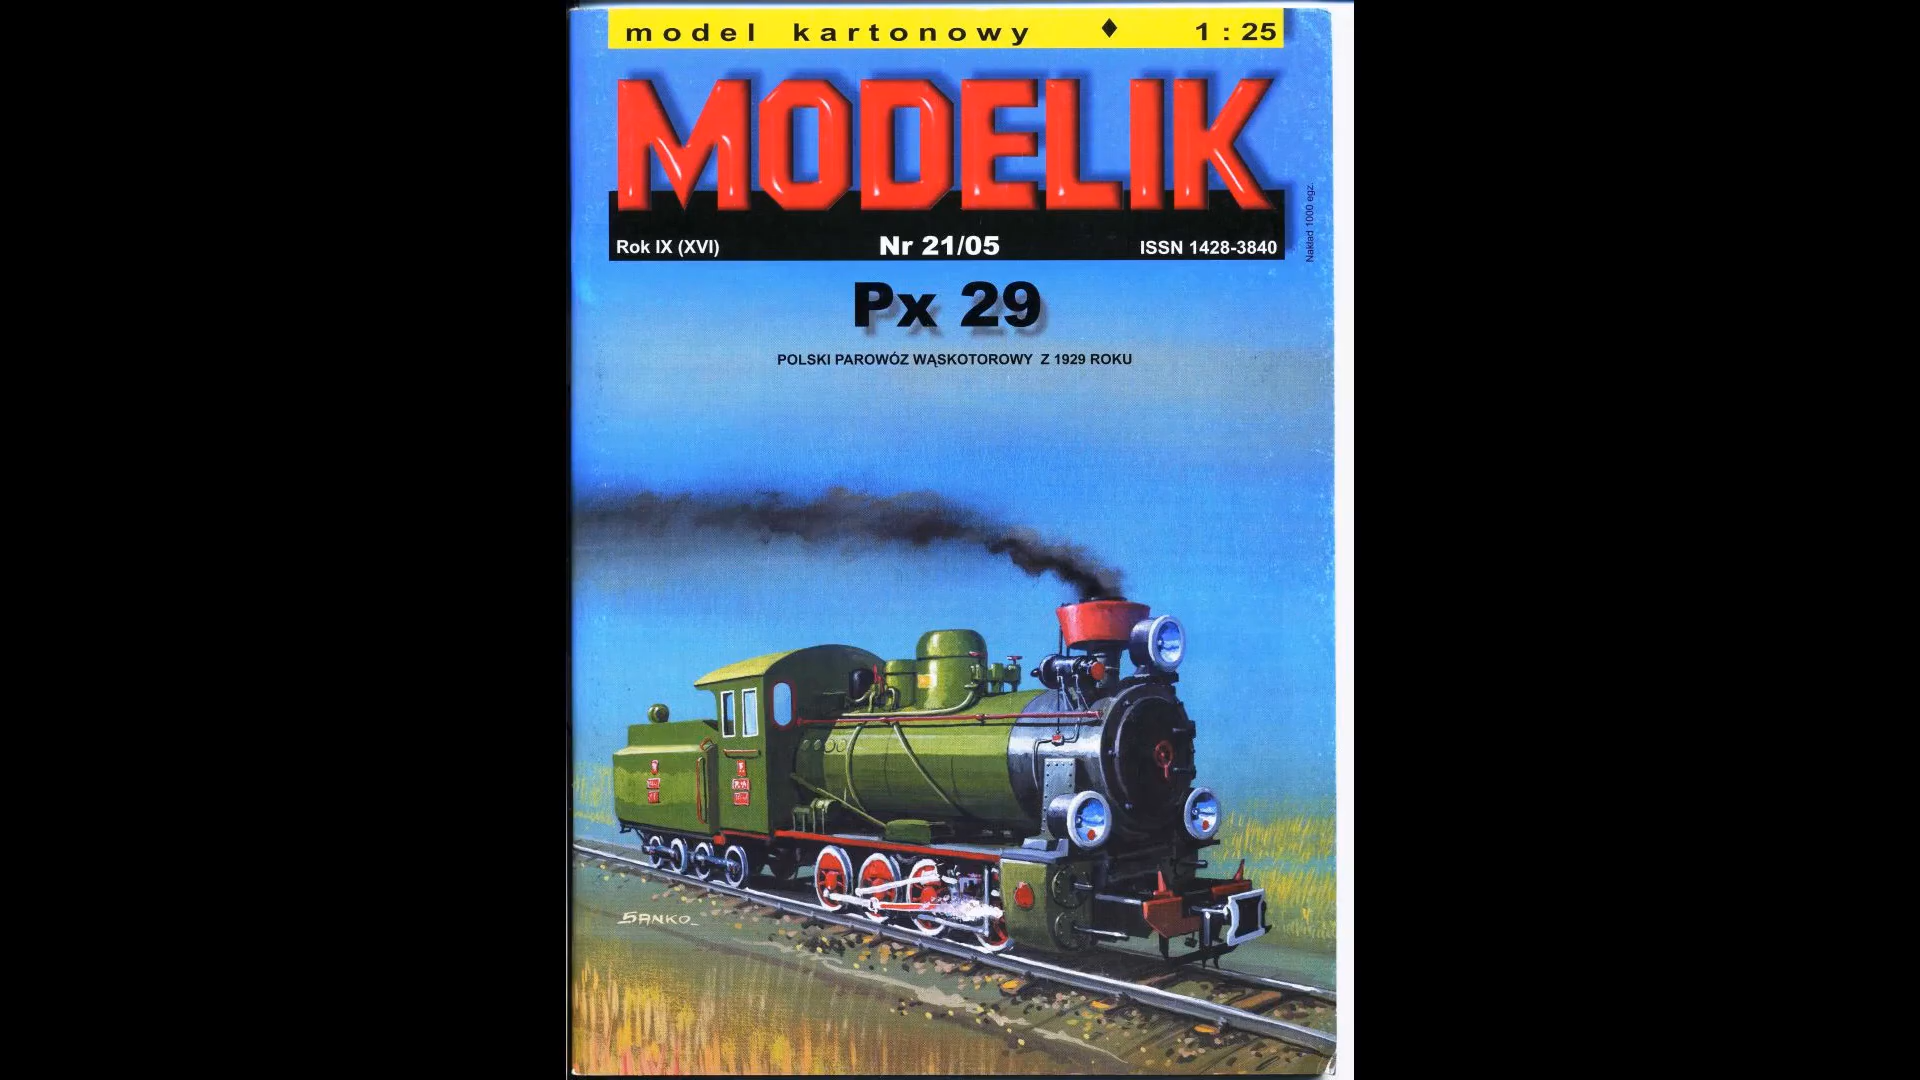 model kartonowy ♦ 1 : 25
MODELIK
Rok IX (XVI) Nr 21/05 ISSN 1428-3840
Nakład 1000 egz.
Px 29
POLSKI PAROWÓZ WĄSKOTOROWY Z 1929 ROKU
SANKO